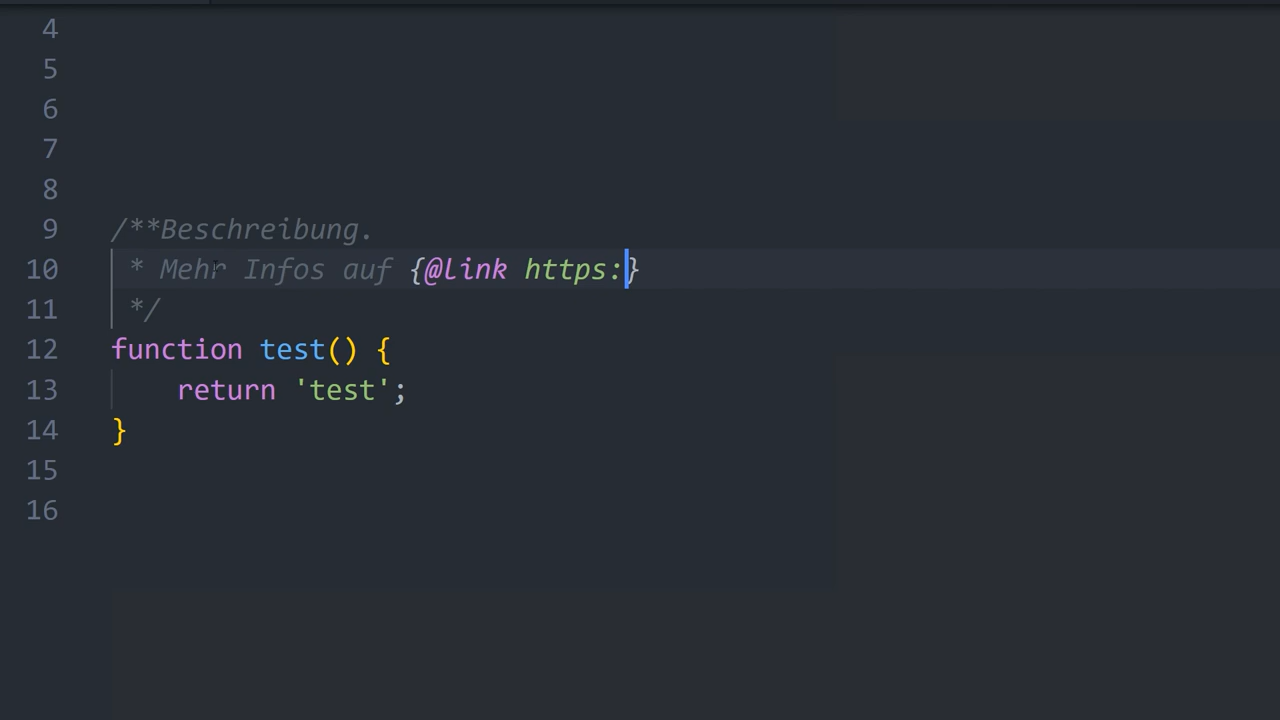 4
5
6
7
8
9 /**Beschreibung.
10 * Mehr Infos auf {@link https:}
11 */
12 function test() {
13 return 'test';
14 }
15
16